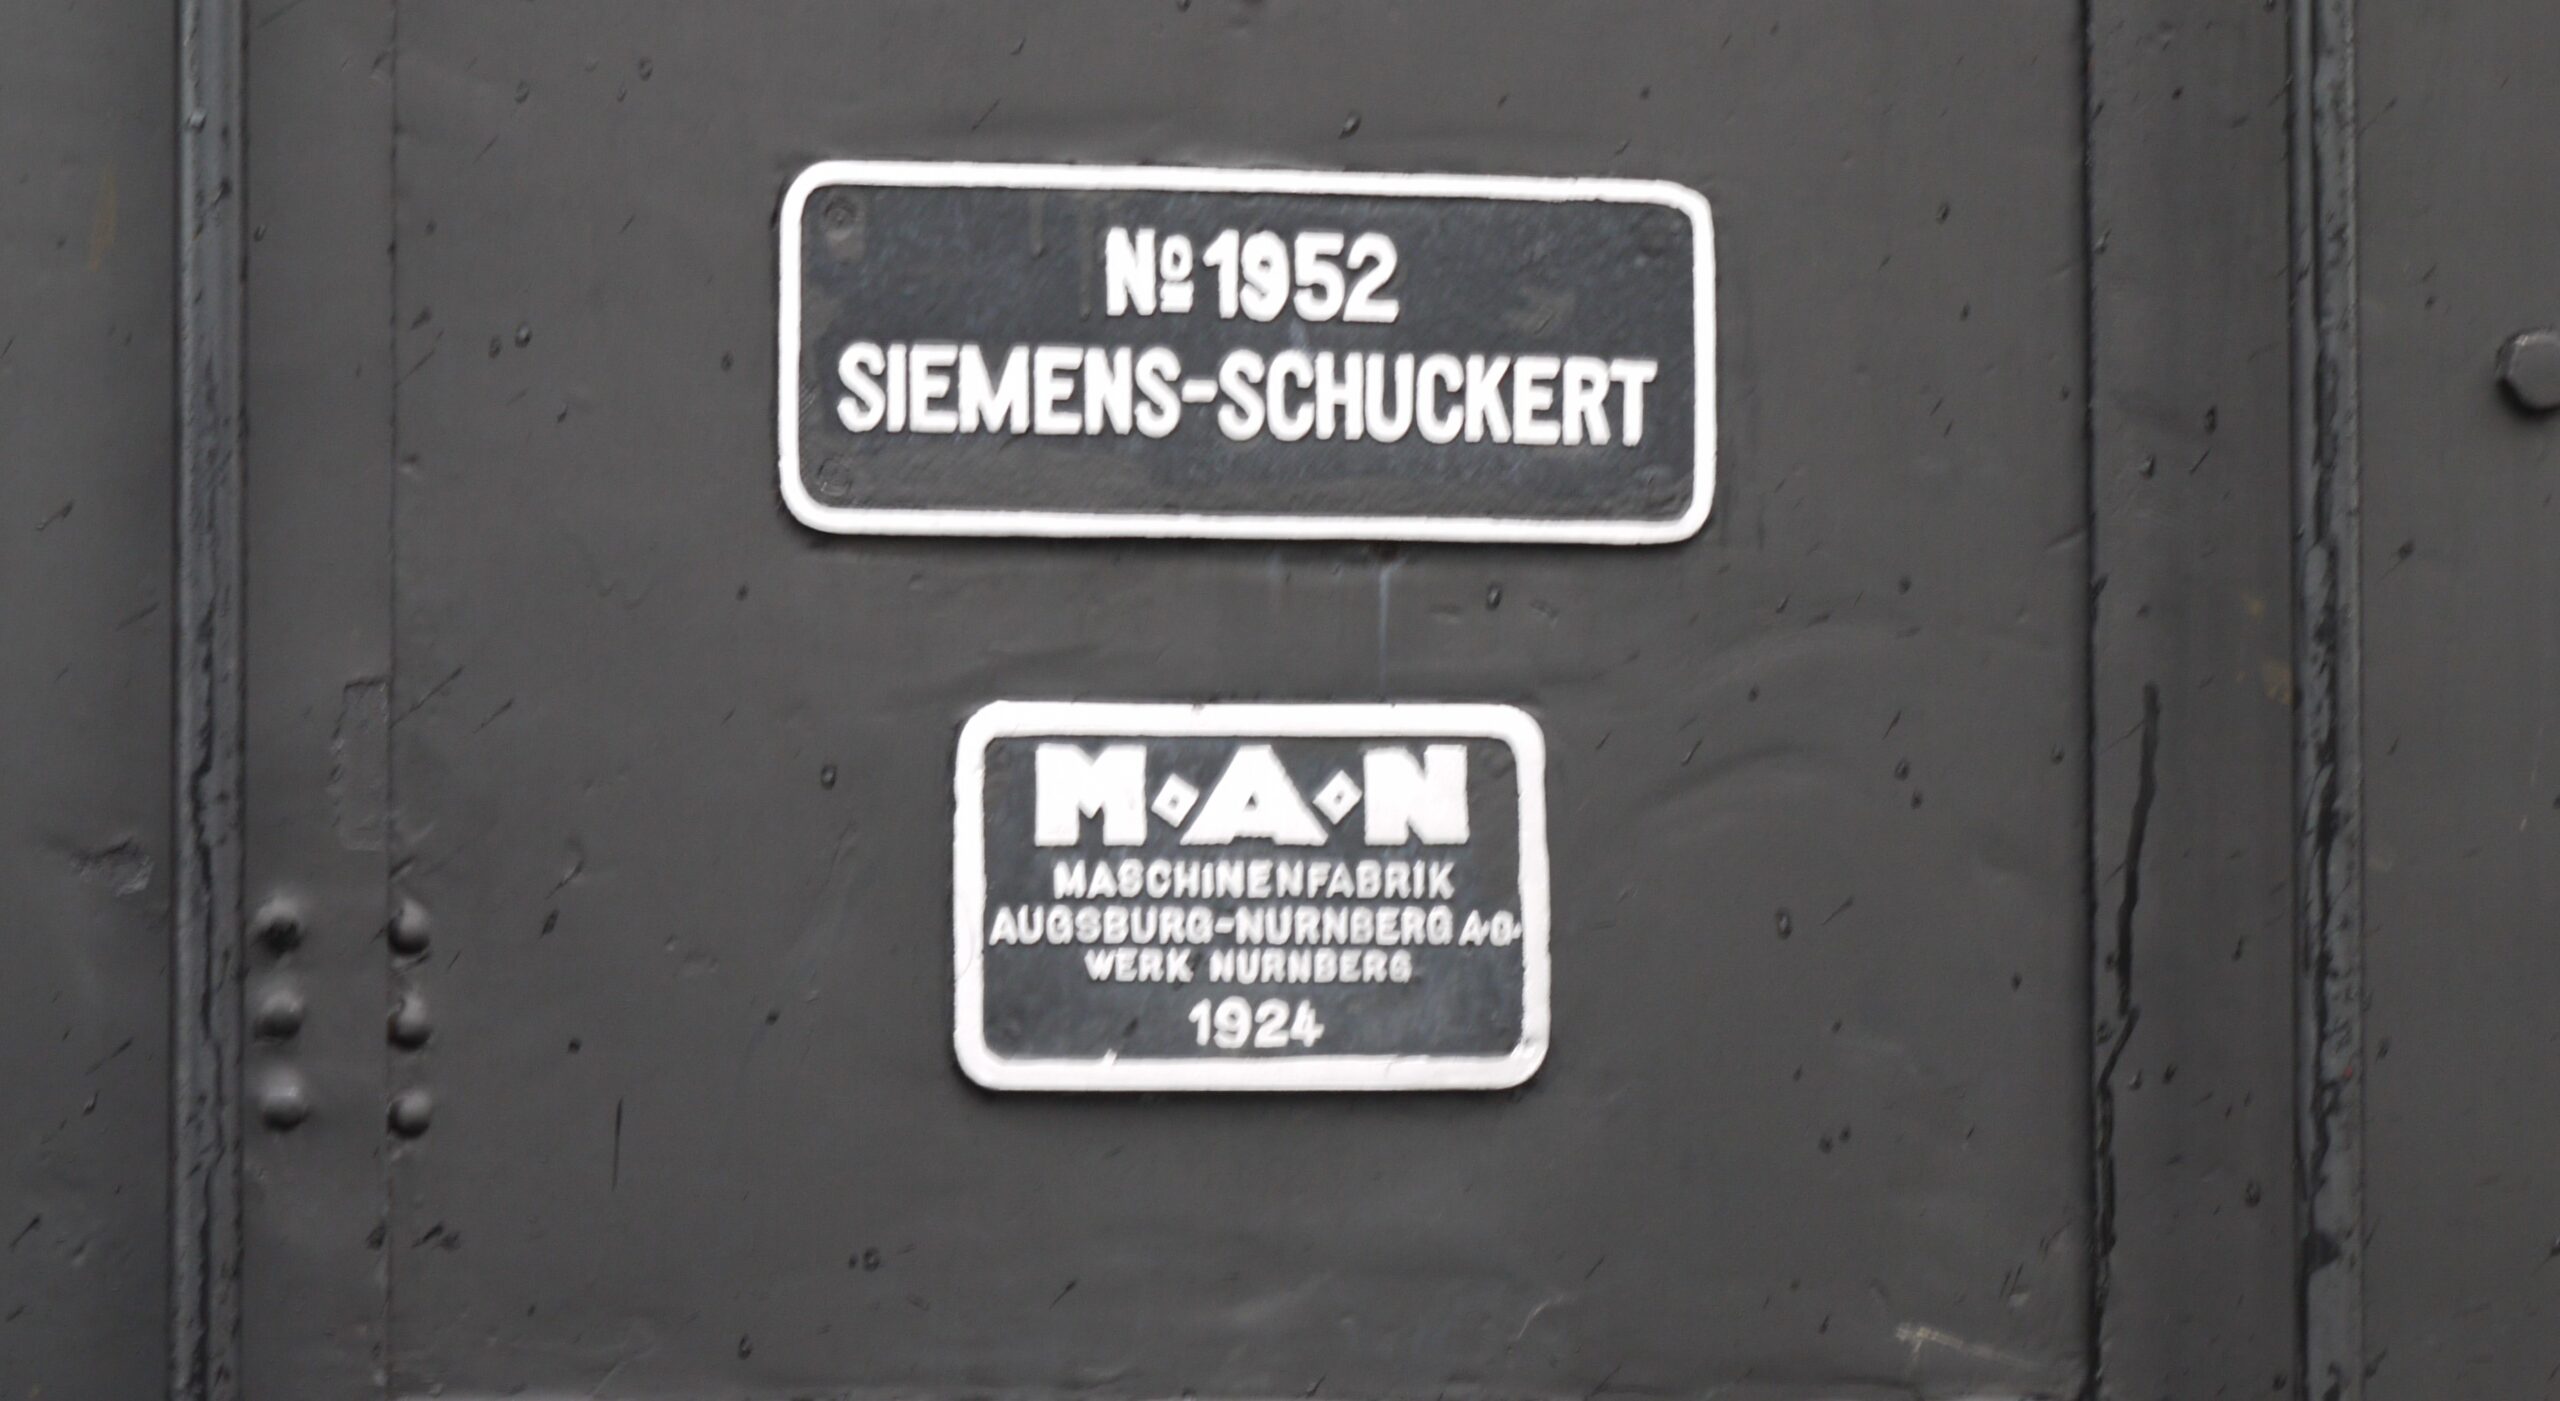 Nº 1952
SIEMENS-SCHUCKERT
M·A·N
MASCHINENFABRIK
AUGSBURG-NURNBERG A·G·
WERK NURNBERG
1924